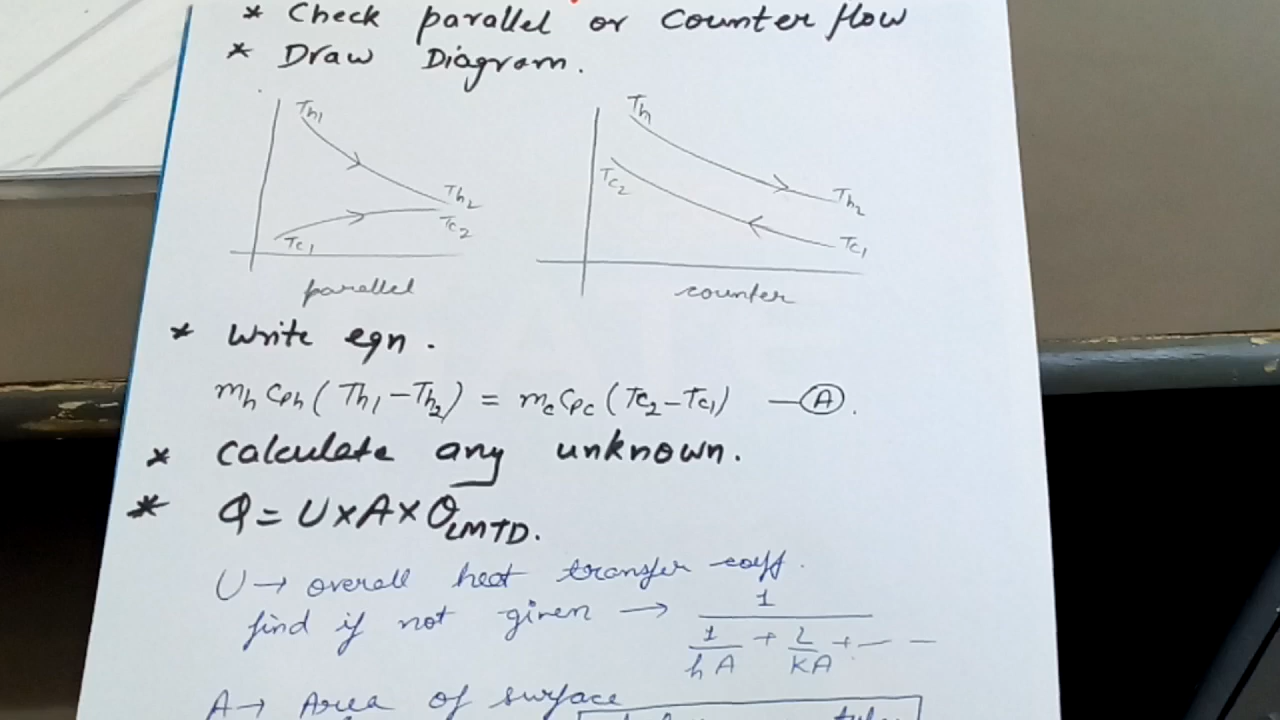 * Check parallel or Counter flow
* Draw Diagram.
Th1
Th2
Tc2
Tc1
parallel
Th1
Tc2
Th2
Tc1
counter
* Write eqn.
mh Cph (Th1 - Th2) = mc Cpc (Tc2 - Tc1) — A.
* Calculate any unknown.
* Q = U x A x θLMTD.
U → overall heat transfer coeff.
find if not given → 1 / (1/hA + L/KA + - - -
A → Area of surface